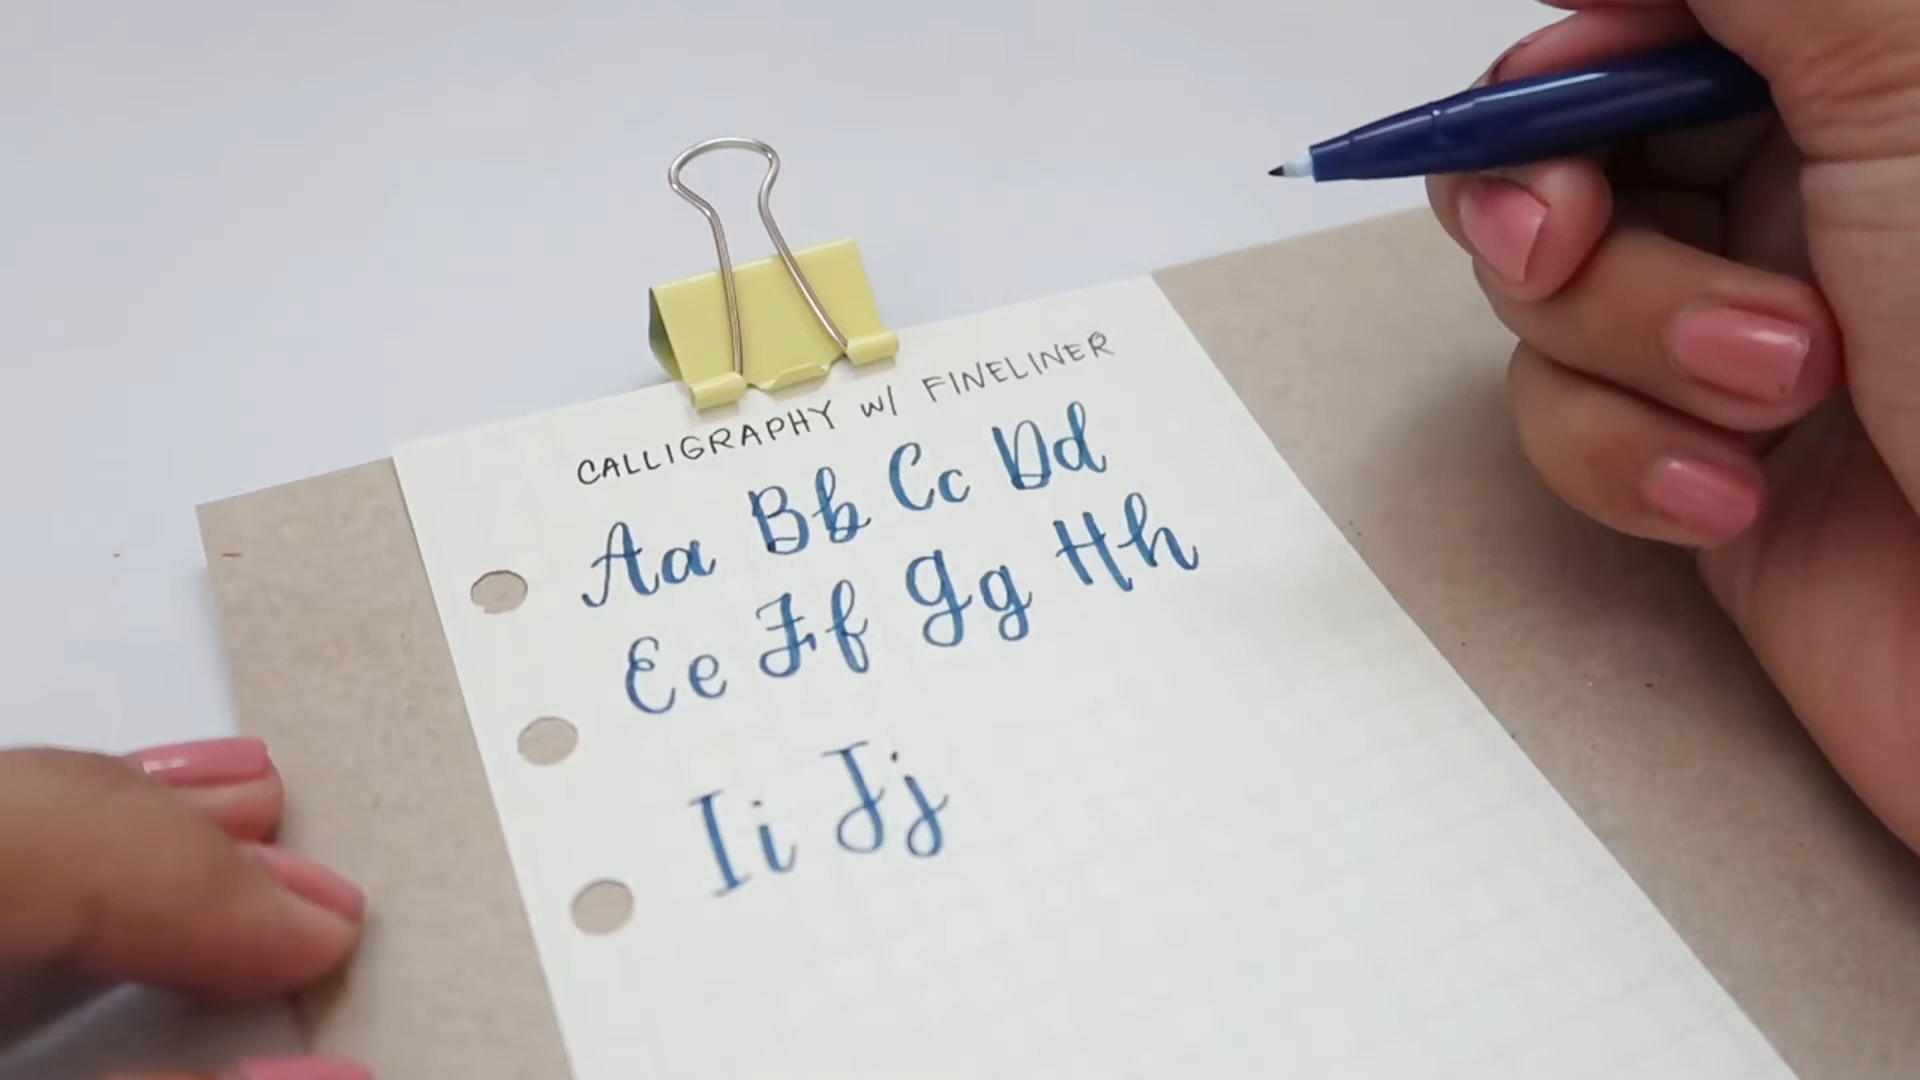 CALLIGRAPHY w/ FINELINER
Aa Bb Cc Dd
Ee Ff Gg Hh
Ii Jj